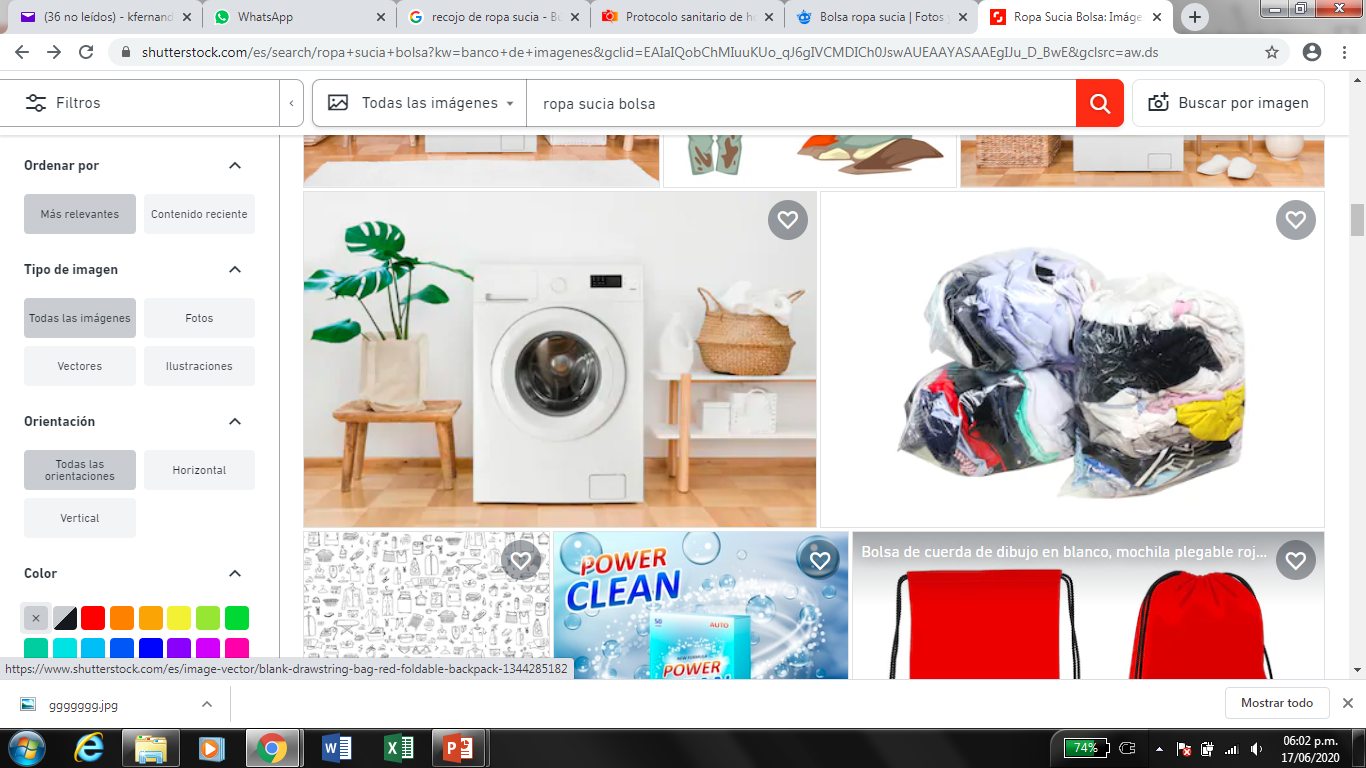 (36 no leídos) - kfernand
WhatsApp
recojo de ropa sucia - Bu
Protocolo sanitario de ho
Bolsa ropa sucia | Fotos y
Ropa Sucia Bolsa: Imáge
shutterstock.com/es/search/ropa+sucia+bolsa?kw=banco+de+imagenes&gclid=EAIaIQobChMIuuKUo_qJ6gIVCMDICh0JswAUEAAYASAAEgIJu_D_BwE&gclsrc=aw.ds
Filtros
Todas las imágenes
ropa sucia bolsa
Buscar por imagen
Ordenar por
Más relevantes
Contenido reciente
Tipo de imagen
Todas las imágenes
Fotos
Vectores
Ilustraciones
Orientación
Todas las
orientaciones
Horizontal
Vertical
Color
POWER
CLEAN
AUTO
POWER
Bolsa de cuerda de dibujo en blanco, mochila plegable roj...
https://www.shutterstock.com/es/image-vector/blank-drawstring-bag-red-foldable-backpack-1344285182
ggggggg.jpg
Mostrar todo
74%
06:02 p.m.
17/06/2020